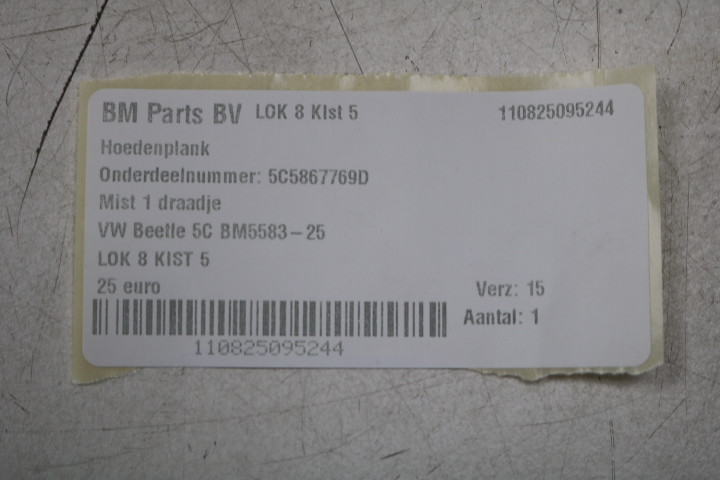 BM Parts BV LOK 8 KIst 5 110825095244
Hoedenplank
Onderdeelnummer: 5C5867769D
Mist 1 draadje
VW Beetle 5C BM5583-25
LOK 8 KIST 5
25 euro Verz: 15
Aantal: 1
110825095244